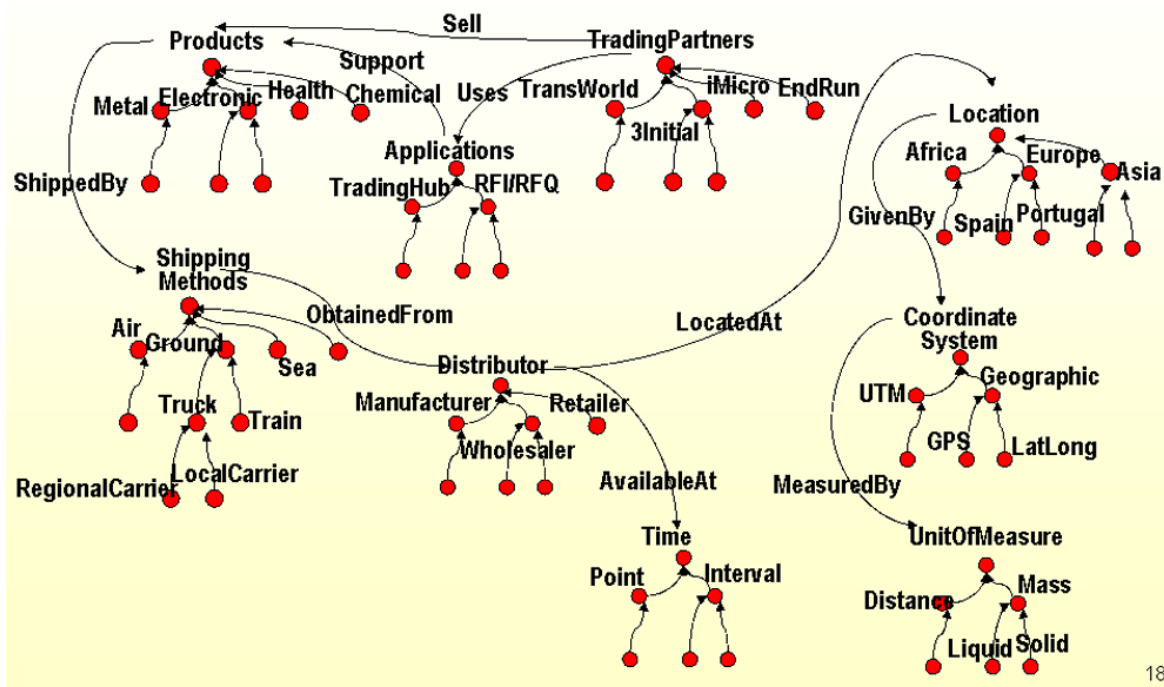 Sell
Products
TradingPartners
Support
Metal
Electronic
Health
Chemical
Uses
TransWorld
iMicro
EndRun
3Initial
Location
Applications
Africa
Europe
Asia
ShippedBy
TradingHub
RFI/RFQ
GivenBy
Spain
Portugal
Shipping
Methods
ObtainedFrom
LocatedAt
Coordinate
System
Air
Ground
Sea
Distributor
UTM
Geographic
Truck
Train
Manufacturer
Retailer
GPS
LatLong
Wholesaler
LocalCarrier
RegionalCarrier
AvailableAt
MeasuredBy
Time
UnitOfMeasure
Point
Interval
Distance
Mass
Liquid
Solid
18